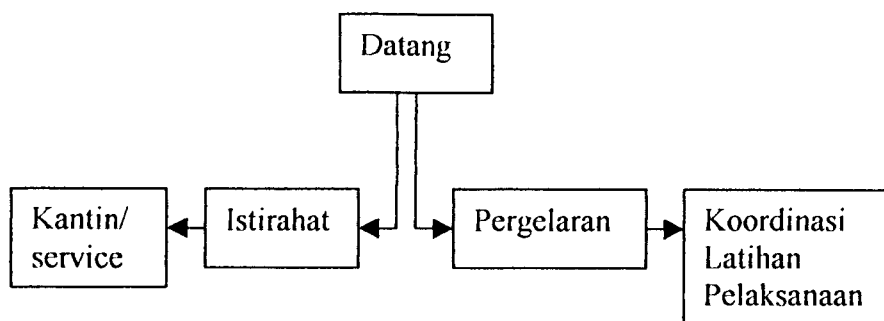 Datang
Kantin/
service
Istirahat
Pergelaran
Koordinasi
Latihan
Pelaksanaan